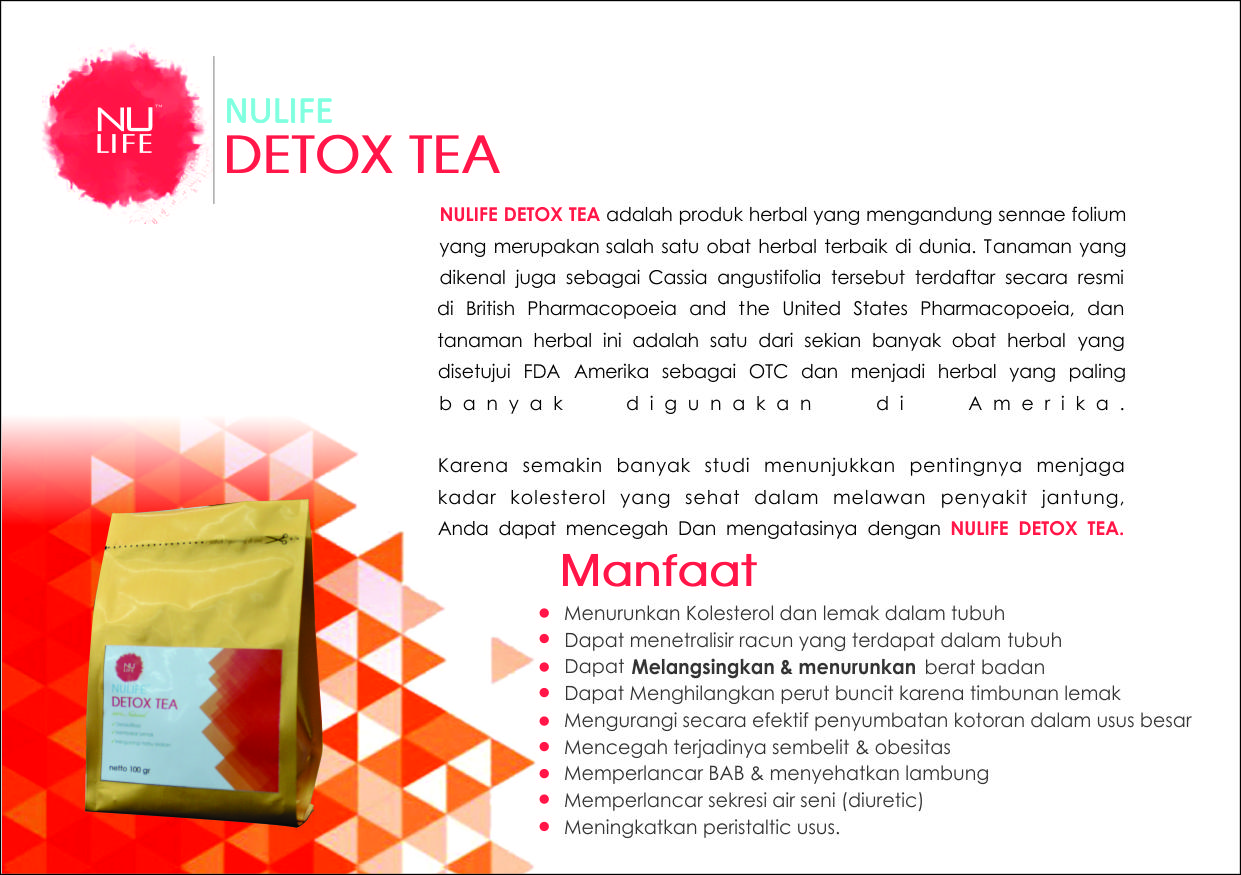 NU™
LIFE
NULIFE
DETOX TEA
NULIFE DETOX TEA adalah produk herbal yang mengandung sennae folium
yang merupakan salah satu obat herbal terbaik di dunia. Tanaman yang
dikenal juga sebagai Cassia angustifolia tersebut terdaftar secara resmi
di British Pharmacopoeia and the United States Pharmacopoeia, dan
tanaman herbal ini adalah satu dari sekian banyak obat herbal yang
disetujui FDA Amerika sebagai OTC dan menjadi herbal yang paling
banyak digunakan di Amerika.
Karena semakin banyak studi menunjukkan pentingnya menjaga
kadar kolesterol yang sehat dalam melawan penyakit jantung,
Anda dapat mencegah Dan mengatasinya dengan NULIFE DETOX TEA.
Manfaat
Menurunkan Kolesterol dan lemak dalam tubuh
Dapat menetralisir racun yang terdapat dalam tubuh
Dapat Melangsingkan & menurunkan berat badan
Dapat Menghilangkan perut buncit karena timbunan lemak
Mengurangi secara efektif penyumbatan kotoran dalam usus besar
Mencegah terjadinya sembelit & obesitas
Memperlancar BAB & menyehatkan lambung
Memperlancar sekresi air seni (diuretic)
Meningkatkan peristaltic usus.
NU
LIFE
NULIFE
DETOX TEA
netto 100 gr